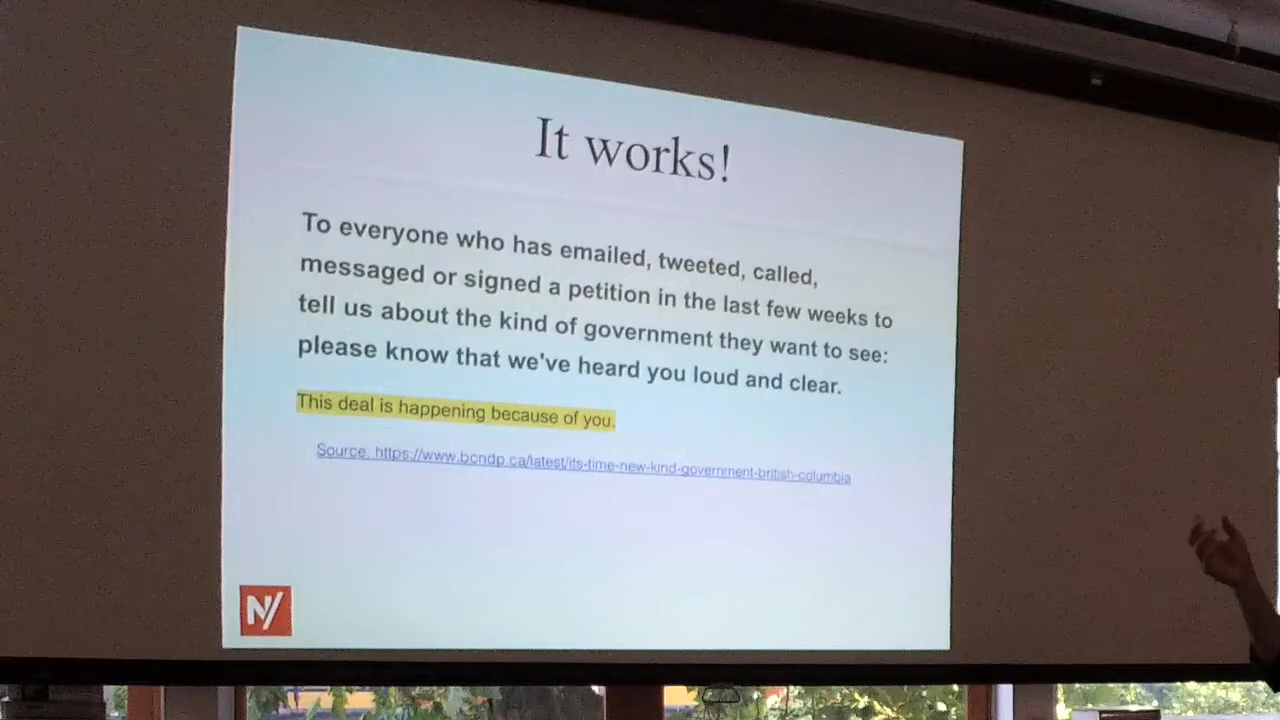 It works!
To everyone who has emailed, tweeted, called,
messaged or signed a petition in the last few weeks to
tell us about the kind of government they want to see:
please know that we've heard you loud and clear.
This deal is happening because of you.
Source. https://www.bcndp.ca/latest/its-time-new-kind-government-british-columbia
N/